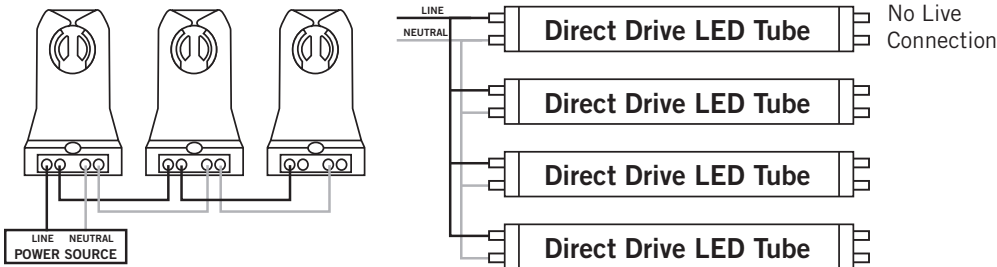 LINE
NEUTRAL
POWER SOURCE
LINE
NEUTRAL
Direct Drive LED Tube
No Live
Connection
Direct Drive LED Tube
Direct Drive LED Tube
Direct Drive LED Tube